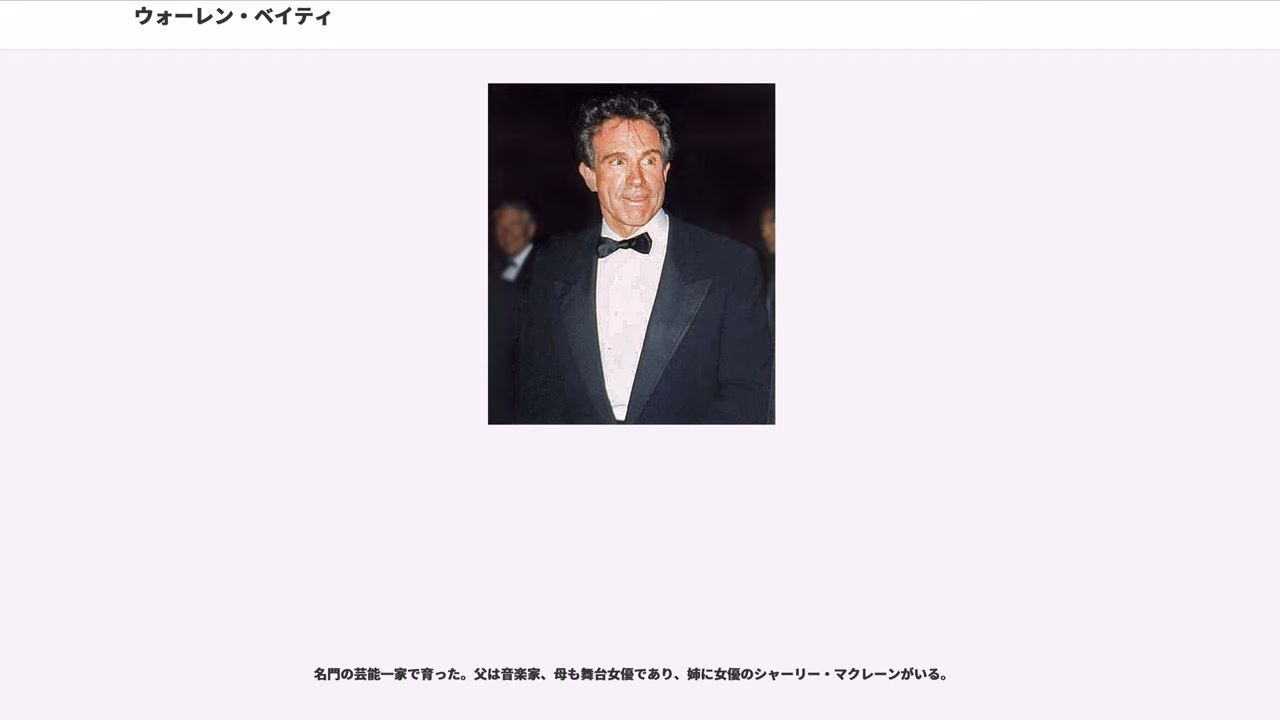 ウォーレン・ベイティ
名門の芸能一家で育った。父は音楽家、母も舞台女優であり、姉に女優のシャーリー・マクレーンがいる。